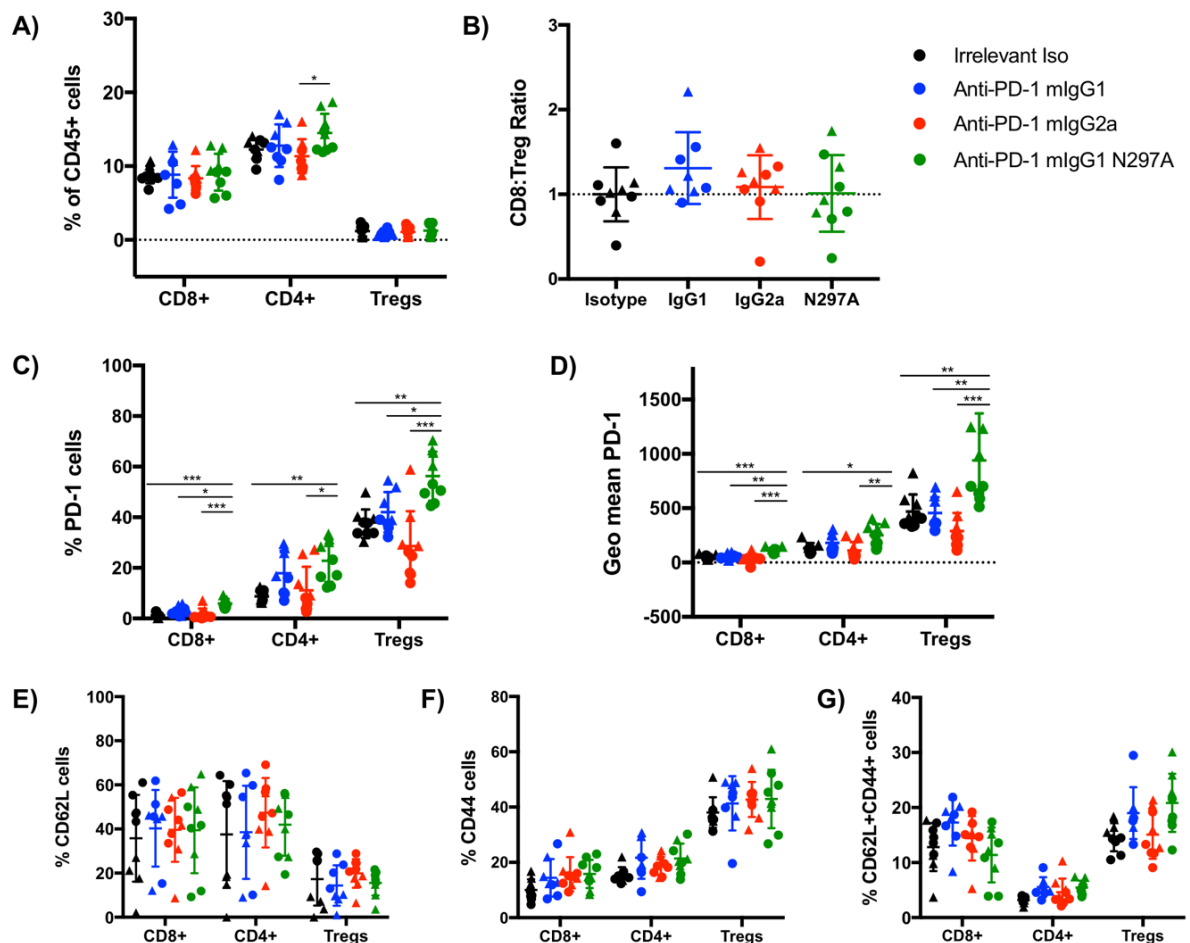 A)
% of CD45+ cells
30
20
10
0
*
CD8+ CD4+ Tregs
B)
CD8:Treg Ratio
3
2
1
0
Isotype IgG1 IgG2a N297A
Irrelevant Iso
Anti-PD-1 mIgG1
Anti-PD-1 mIgG2a
Anti-PD-1 mIgG1 N297A
C)
% PD-1 cells
100
80
60
40
20
0
***
*
***
**
*
**
*
***
CD8+ CD4+ Tregs
D)
Geo mean PD-1
1500
1000
500
0
-500
***
**
***
*
**
**
**
***
CD8+ CD4+ Tregs
E)
% CD62L cells
100
80
60
40
20
0
CD8+ CD4+ Tregs
F)
% CD44 cells
80
60
40
20
0
CD8+ CD4+ Tregs
G)
% CD62L+CD44+ cells
40
30
20
10
0
CD8+ CD4+ Tregs